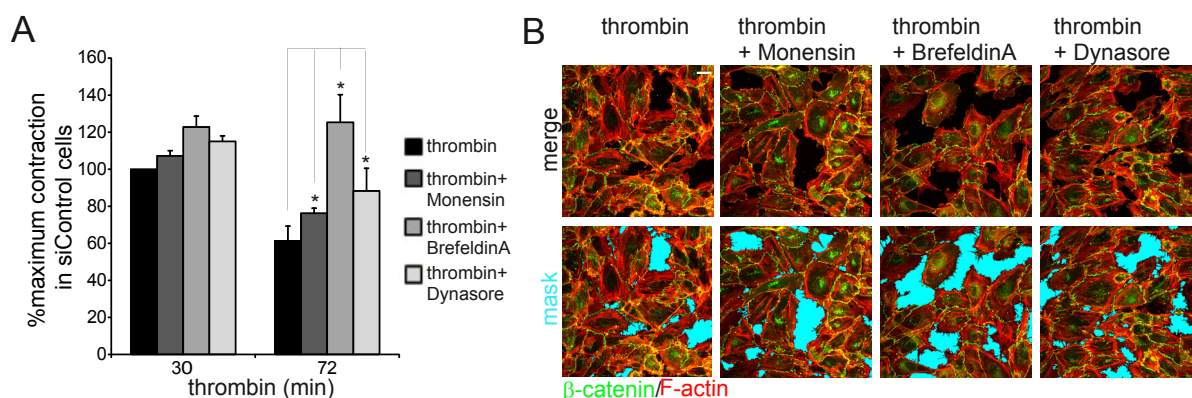 A
%maximum contraction
in siControl cells
160
140
120
100
80
60
40
20
0
30
72
thrombin (min)
*
*
*
thrombin
thrombin+
Monensin
thrombin+
BrefeldinA
thrombin+
Dynasore
B
thrombin
thrombin
+ Monensin
thrombin
+ BrefeldinA
thrombin
+ Dynasore
merge
mask
β-catenin/F-actin